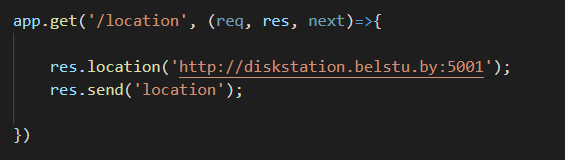 app.get('/location', (req, res, next)=>{
res.location('http://diskstation.belstu.by:5001');
res.send('location');
})